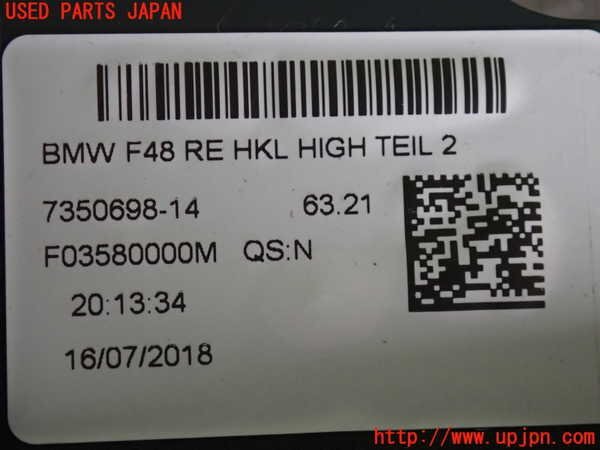 USED PARTS JAPAN
BMW F48 RE HKL HIGH TEIL 2
7350698-14 63.21
F03580000M QS:N
20:13:34
16/07/2018
http://www.upjpn.com/